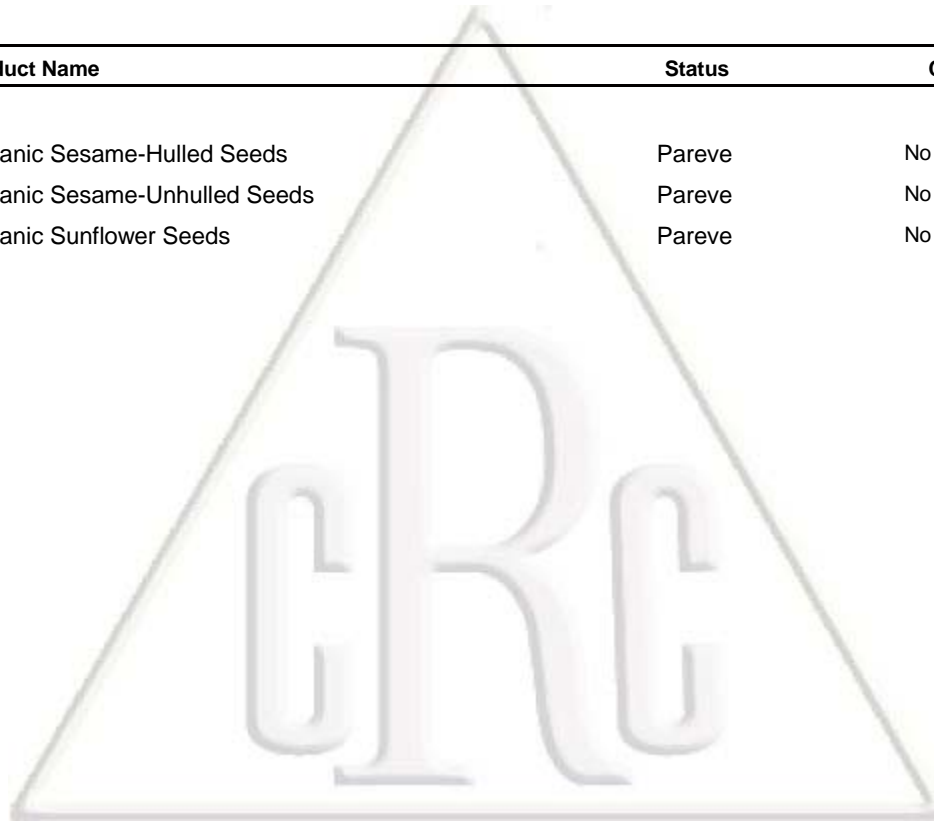 duct Name Status
anic Sesame-Hulled Seeds Pareve No
anic Sesame-Unhulled Seeds Pareve No
anic Sunflower Seeds Pareve No
cRc